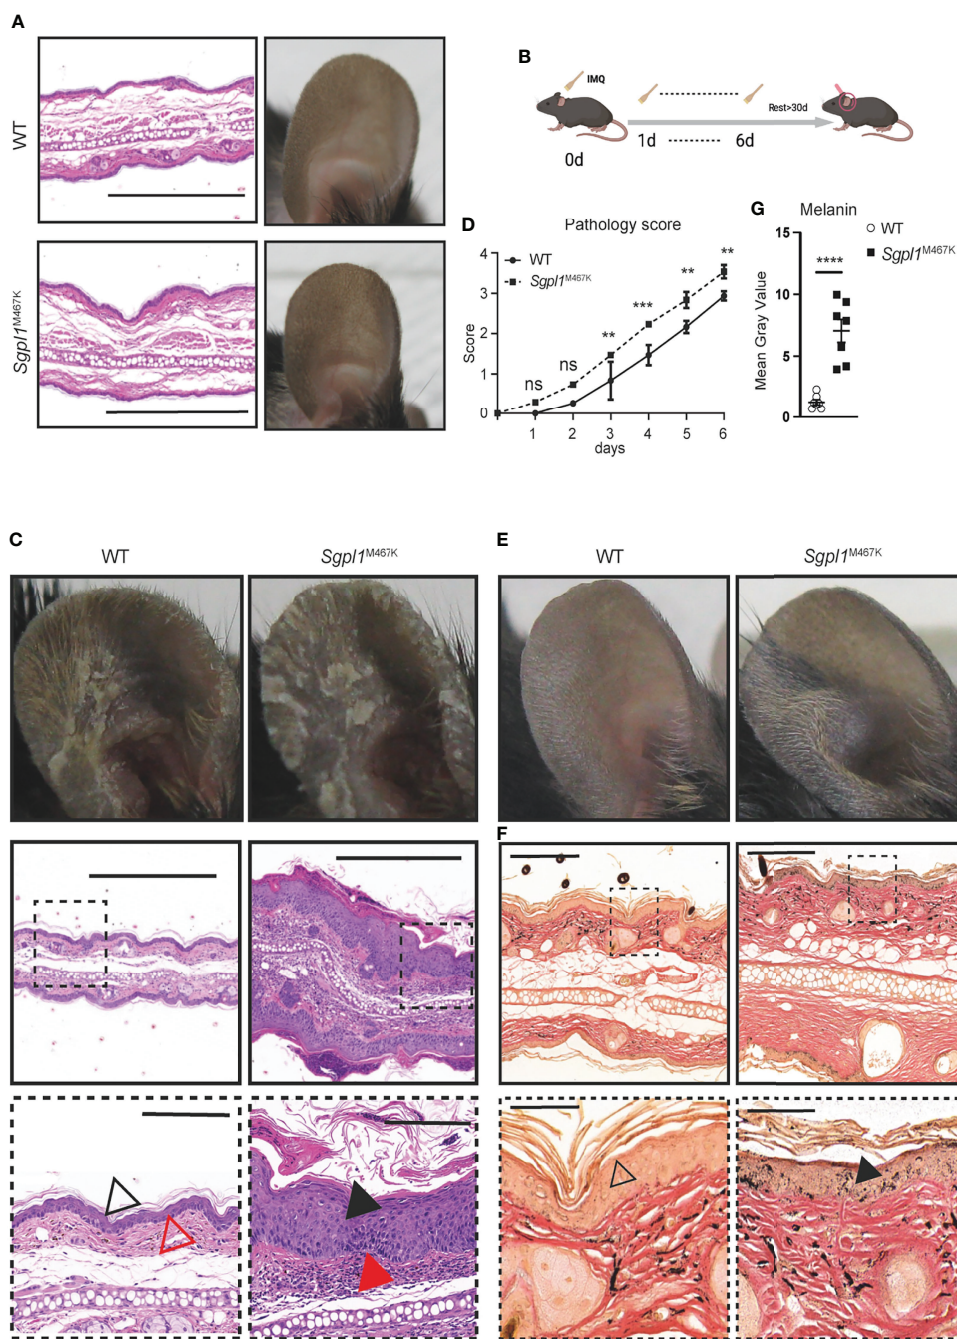 A
WT
Sgpl1M467K
B
IMQ
Rest>30d
0d
1d
6d
D
Pathology score
WT
Sgpl1M467K
Score
4
3
2
1
0
ns
ns
**
***
**
**
1
2
3
4
5
6
days
G
Melanin
WT
Sgpl1M467K
Mean Gray Value
15
10
5
0
****
C
WT
Sgpl1M467K
E
WT
Sgpl1M467K
F